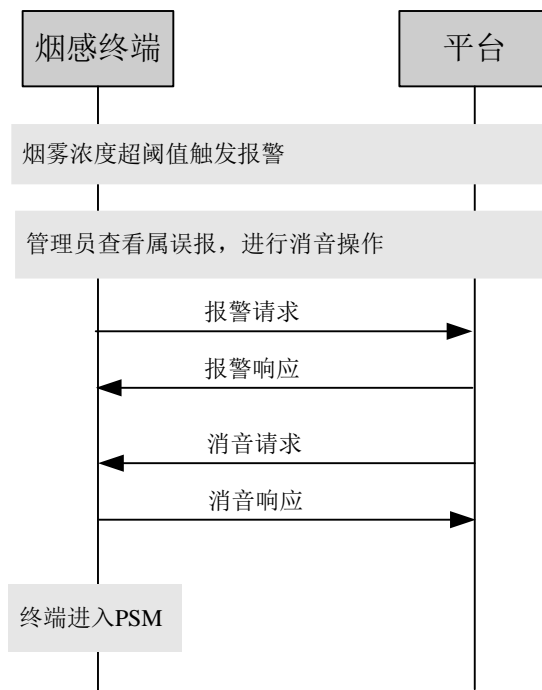 烟感终端
平台
烟雾浓度超阈值触发报警
管理员查看属误报，进行消音操作
报警请求
报警响应
消音请求
消音响应
终端进入PSM